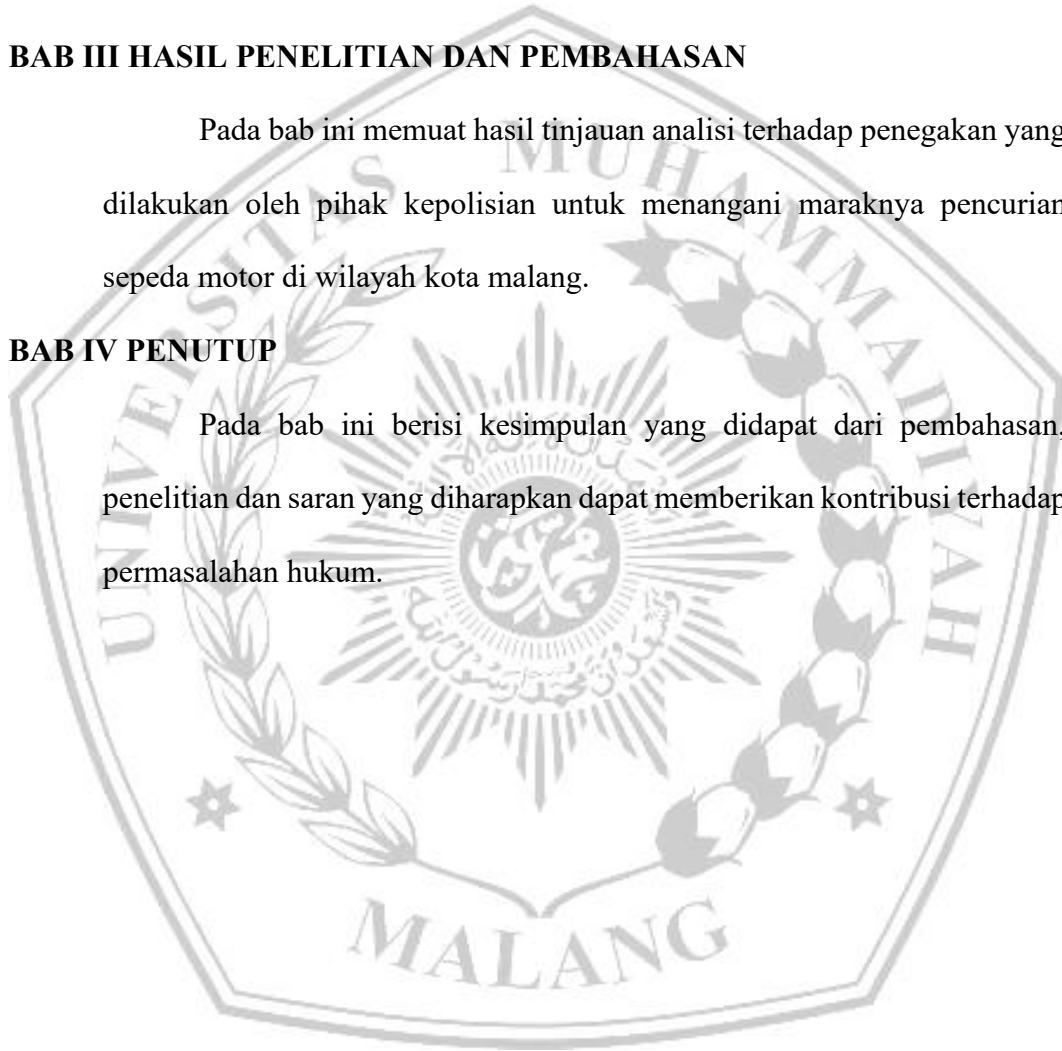 BAB III HASIL PENELITIAN DAN PEMBAHASAN
Pada bab ini memuat hasil tinjauan analisi terhadap penegakan yang
dilakukan oleh pihak kepolisian untuk menangani maraknya pencurian
sepeda motor di wilayah kota malang.
BAB IV PENUTUP
Pada bab ini berisi kesimpulan yang didapat dari pembahasan,
penelitian dan saran yang diharapkan dapat memberikan kontribusi terhadap
permasalahan hukum.
UNIVERSITAS MUHAMMADIYAH
MALANG